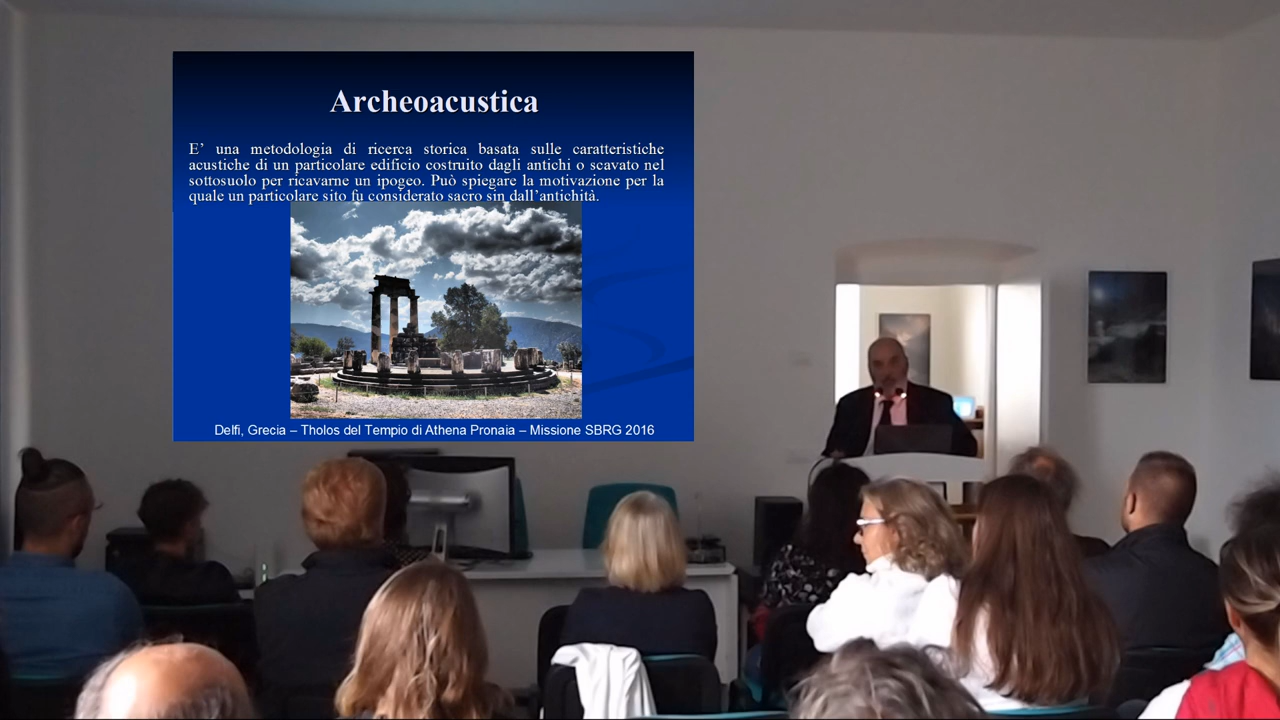 Archeoacustica
E’ una metodologia di ricerca storica basata sulle caratteristiche
acustiche di un particolare edificio costruito dagli antichi o scavato nel
sottosuolo per ricavarne un ipogeo. Può spiegare la motivazione per la
quale un particolare sito fu considerato sacro sin dall’antichità.
Delfi, Grecia – Tholos del Tempio di Athena Pronaia – Missione SBRG 2016